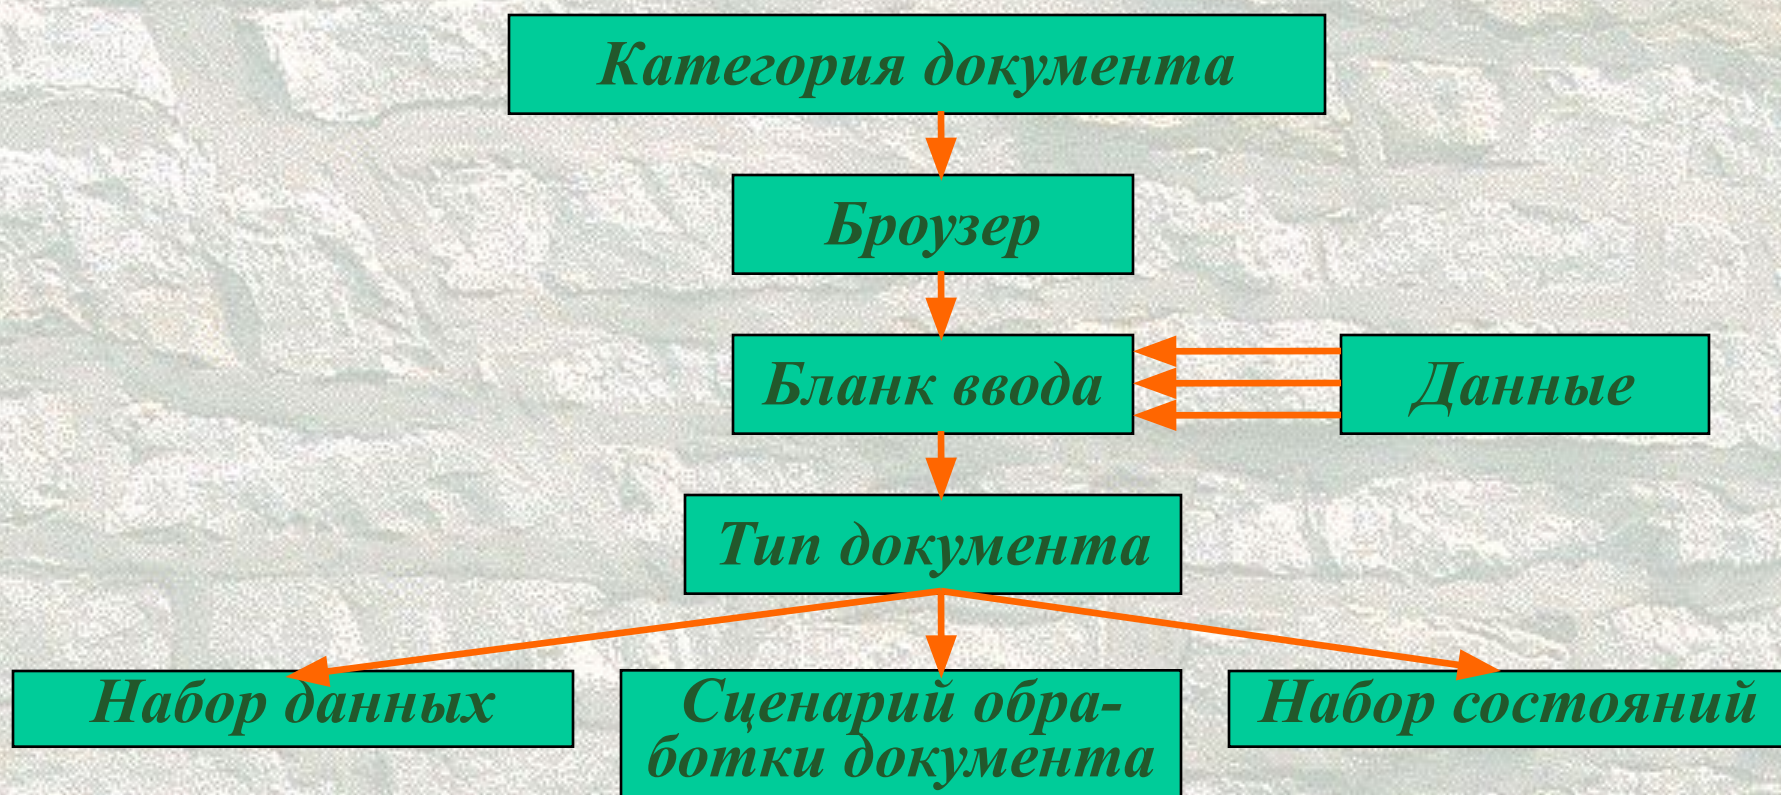 Категория документа
Броузер
Бланк ввода
Данные
Тип документа
Набор данных
Сценарий обра-
ботки документа
Набор состояний